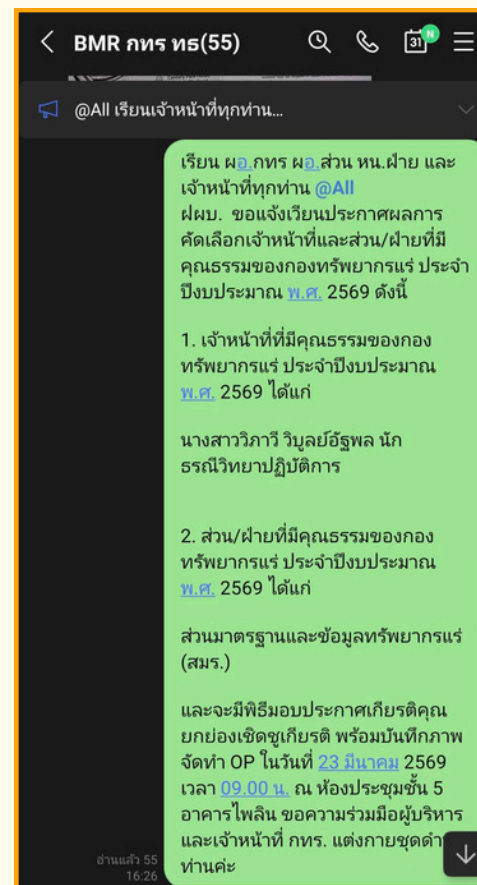 BMR กทร ทธ(55)
31
N
@All เรียนเจ้าหน้าที่ทุกท่าน...
เรียน ผอ.กทร ผอ.ส่วน หน.ฝ่าย และ
เจ้าหน้าที่ทุกท่าน @All
ฝผบ. ขอแจ้งเวียนประกาศผลการ
คัดเลือกเจ้าหน้าที่และส่วน/ฝ่ายที่มี
คุณธรรมของกองทรัพยากรแร่ ประจำ
ปีงบประมาณ พ.ศ. 2569 ดังนี้
1. เจ้าหน้าที่ที่มีคุณธรรมของกอง
ทรัพยากรแร่ ประจำปีงบประมาณ
พ.ศ. 2569 ได้แก่
นางสาววิภาวี วิบูลย์อัฐพล นัก
ธรณีวิทยาปฏิบัติการ
2. ส่วน/ฝ่ายที่มีคุณธรรมของกอง
ทรัพยากรแร่ ประจำปีงบประมาณ
พ.ศ. 2569 ได้แก่
ส่วนมาตรฐานและข้อมูลทรัพยากรแร่
(สมร.)
และจะมีพิธีมอบประกาศเกียรติคุณ
ยกย่องเชิดชูเกียรติ พร้อมบันทึกภาพ
จัดทำ OP ในวันที่ 23 มีนาคม 2569
เวลา 09.00 น. ณ ห้องประชุมชั้น 5
อาคารไพลิน ขอความร่วมมือผู้บริหาร
และเจ้าหน้าที่ กทร. แต่งกายชุดดำ
ท่านค่ะ
อ่านแล้ว 55
16:26